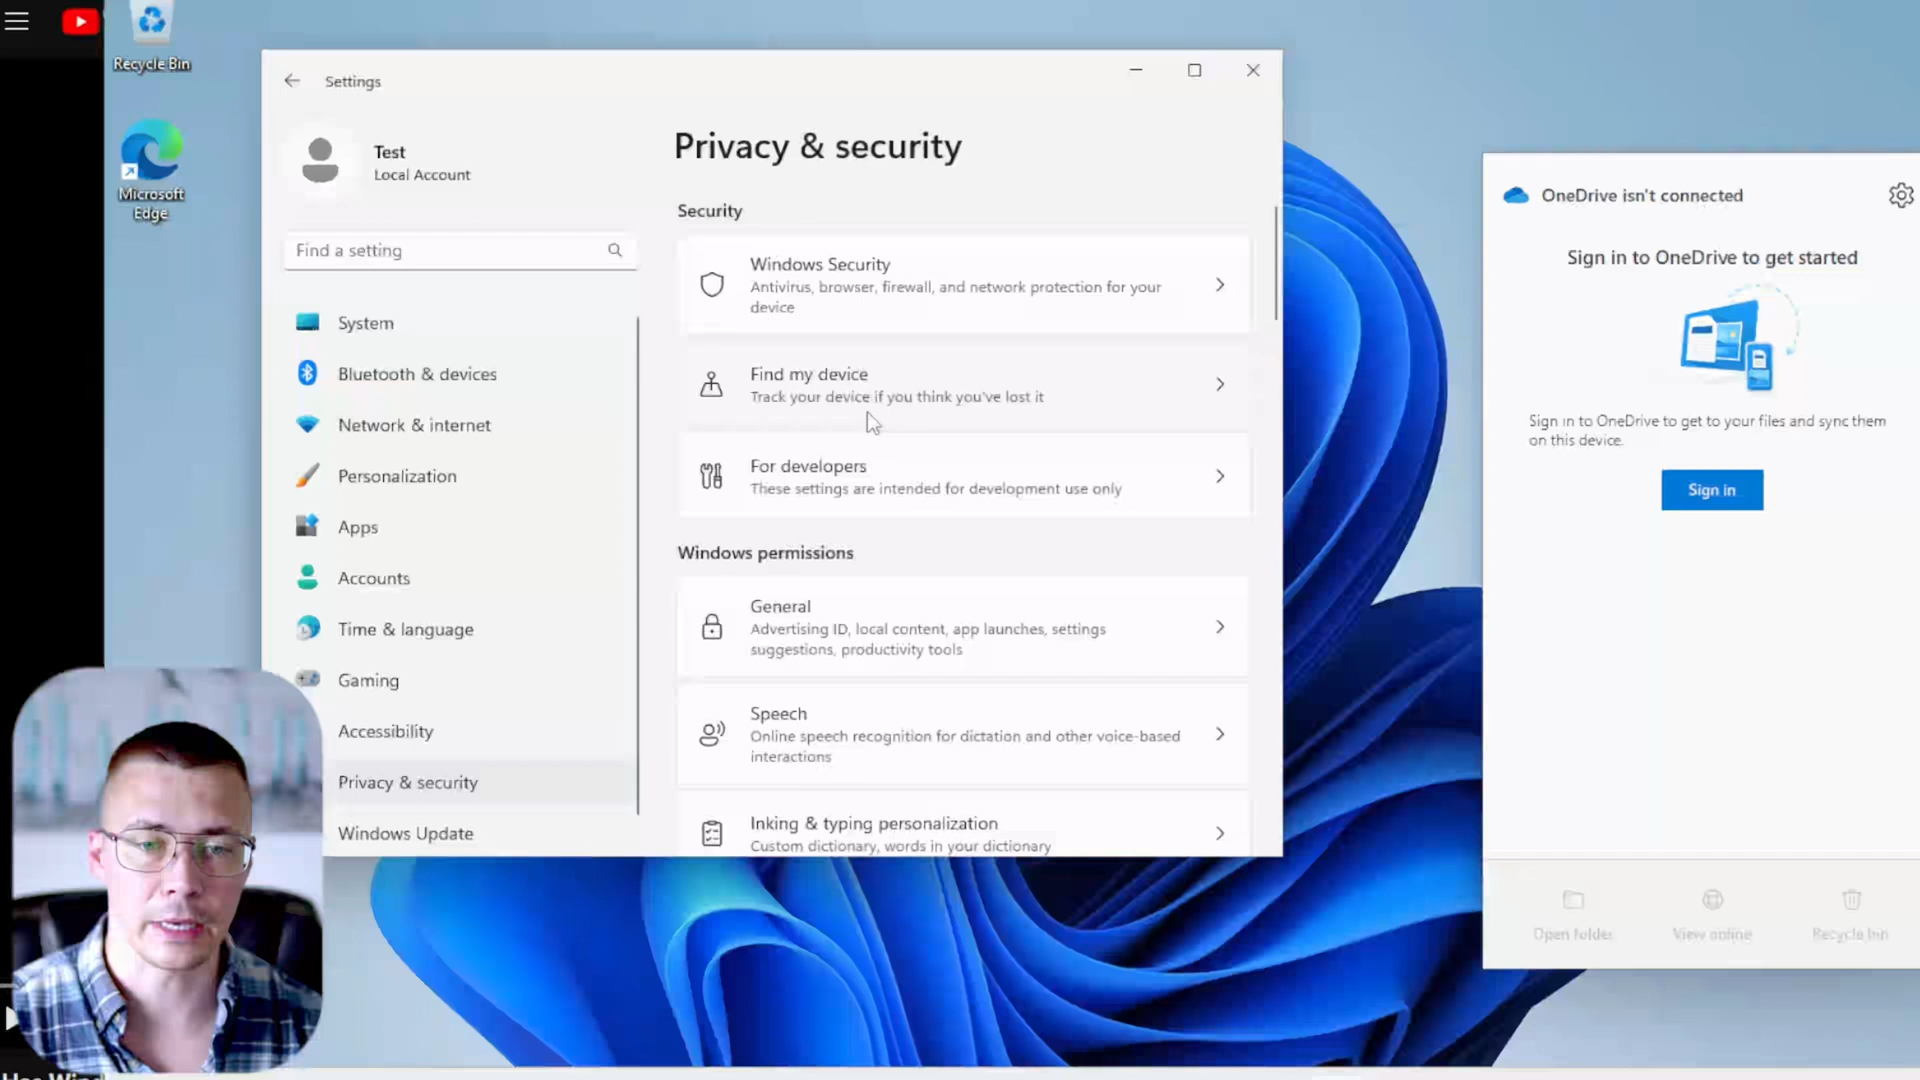 Recycle Bin
Microsoft
Edge
Settings
Test
Local Account
Find a setting
System
Bluetooth & devices
Network & internet
Personalization
Apps
Accounts
Time & language
Gaming
Accessibility
Privacy & security
Windows Update
Privacy & security
Security
Windows Security
Antivirus, browser, firewall, and network protection for your
device
Find my device
Track your device if you think you've lost it
For developers
These settings are intended for development use only
Windows permissions
General
Advertising ID, local content, app launches, settings
suggestions, productivity tools
Speech
Online speech recognition for dictation and other voice-based
interactions
Inking & typing personalization
Custom dictionary, words in your dictionary
OneDrive isn't connected
Sign in to OneDrive to get started
Sign in to OneDrive to get to your files and sync them
on this device.
Sign in
Open folder
View online
Recycle bin